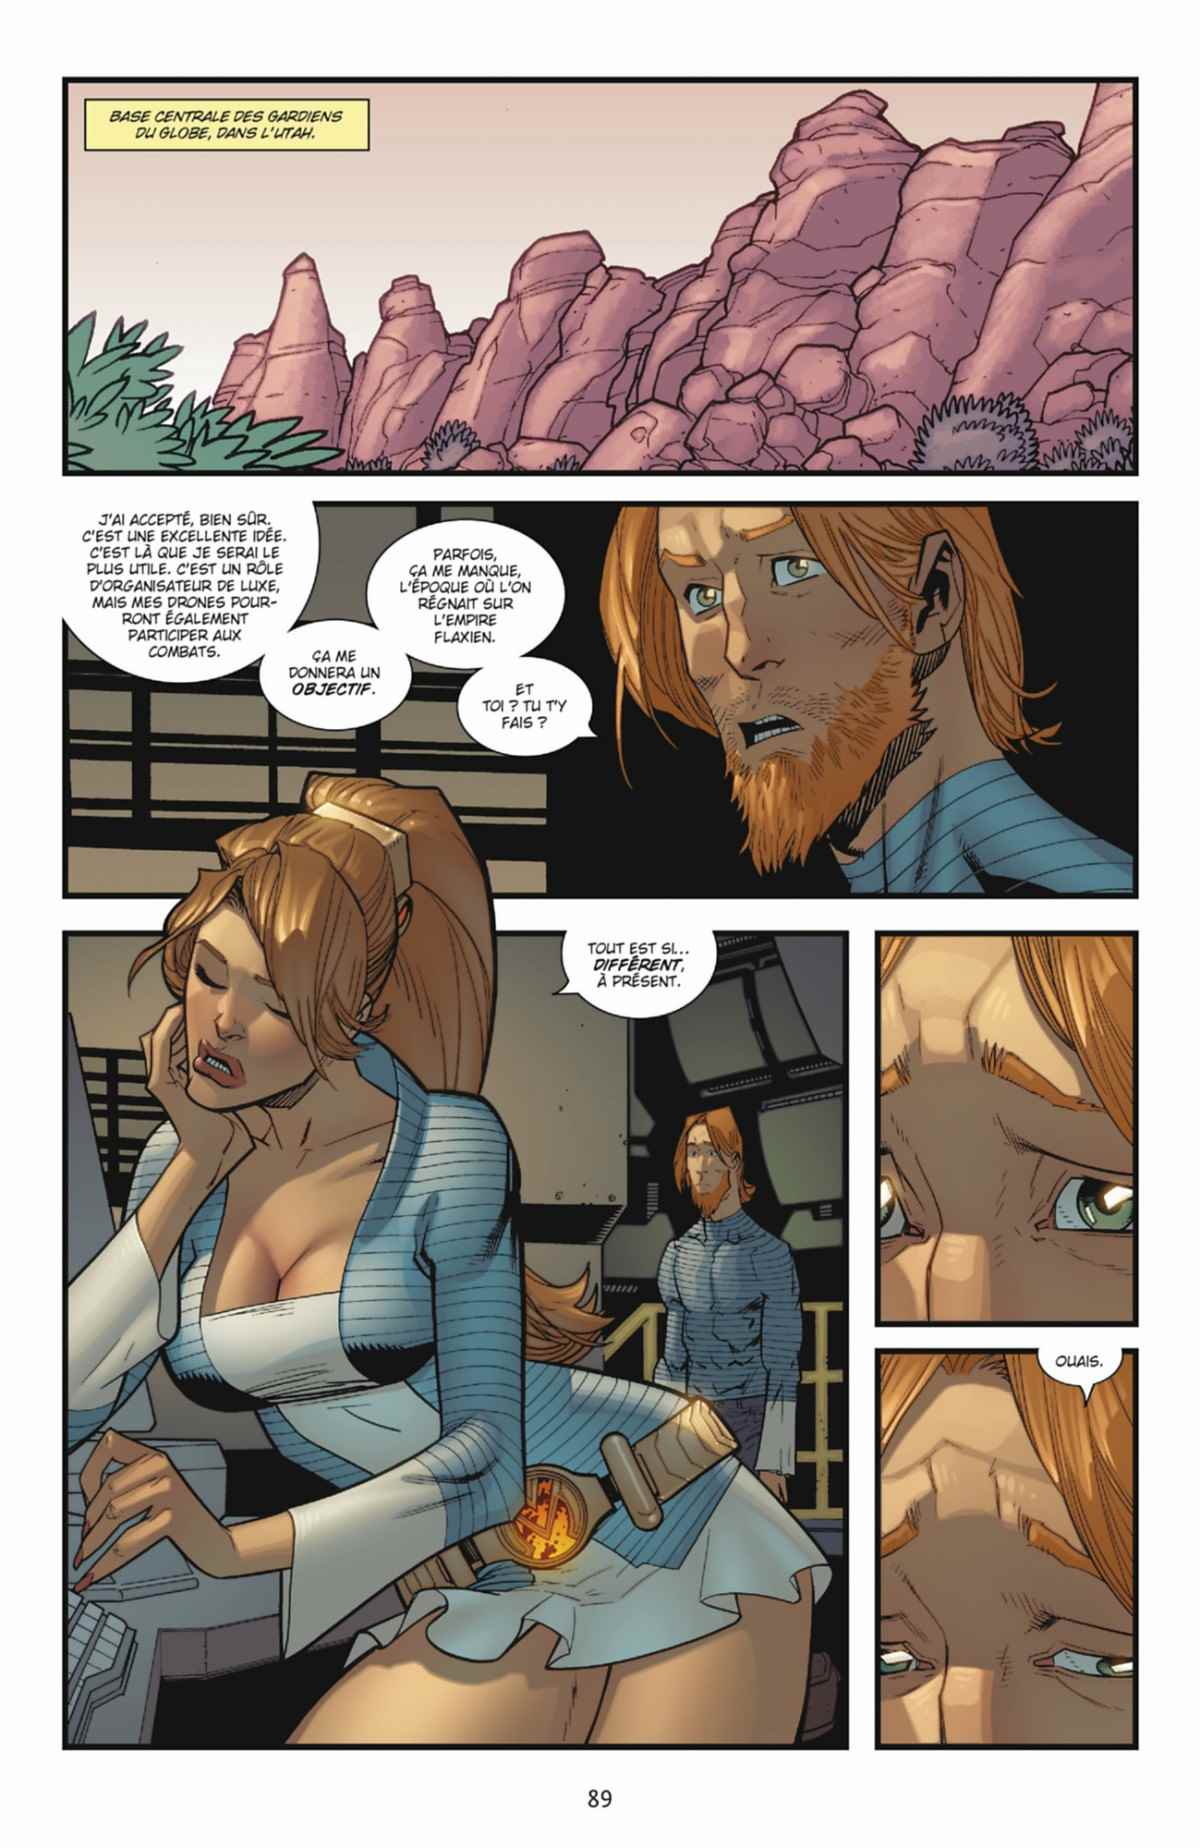 BASE CENTRALE DES GARDIENS
DU GLOBE, DANS L'UTAH.
J'AI ACCEPTÉ, BIEN SÛR.
C'EST UNE EXCELLENTE IDÉE.
C'EST LÀ QUE JE SERAI LE
PLUS UTILE. C'EST UN RÔLE
D'ORGANISATEUR DE LUXE,
MAIS MES DRONES POUR-
RONT ÉGALEMENT
PARTICIPER AUX
COMBATS.
ÇA ME
DONNERA UN
OBJECTIF.
PARFOIS,
ÇA ME MANQUE,
L'ÉPOQUE OÙ L'ON
RÉGNAIT SUR
L'EMPIRE
FLAXIEN.
ET
TOI ? TU T'Y
FAIS ?
TOUT EST SI...
DIFFÉRENT,
À PRÉSENT.
OUAIS.
89